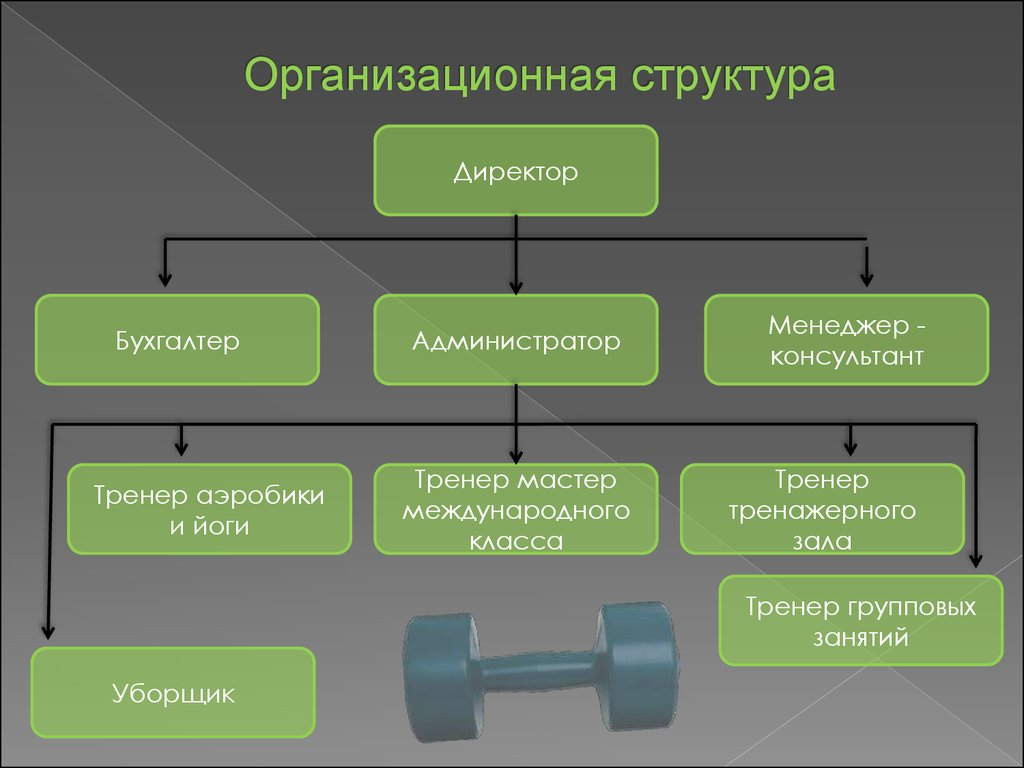 Организационная структура
Директор
Бухгалтер
Администратор
Менеджер -
консультант
Тренер аэробики
и йоги
Тренер мастер
международного
класса
Тренер
тренажерного
зала
Тренер групповых
занятий
Уборщик